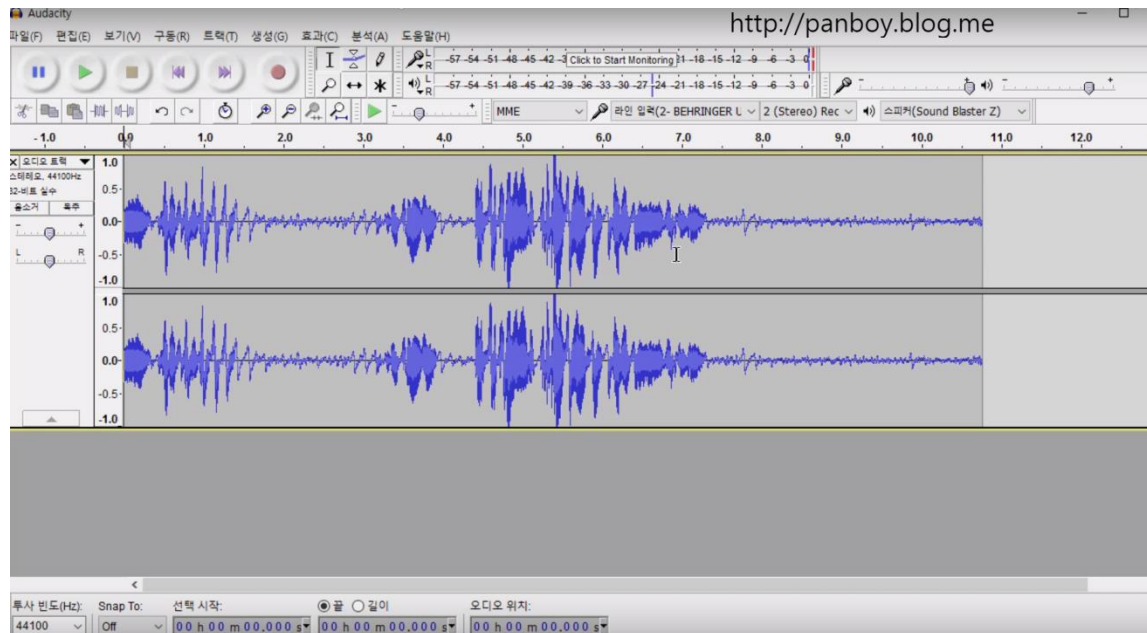 Audacity
http://panboy.blog.me
파일(F) 편집(E) 보기(V) 구동(R) 트랙(T) 생성(G) 효과(C) 분석(A) 도움말(H)
L R -57 -54 -51 -48 -45 -42 -3 Click to Start Monitoring 21 -18 -15 -12 -9 -6 -3 0
L R -57 -54 -51 -48 -45 -42 -39 -36 -33 -30 -27 -24 -21 -18 -15 -12 -9 -6 -3 0
MME 라인 입력(2- BEHRINGER U 2 (Stereo) Rec 스피커(Sound Blaster Z)
-1.0 1.0 2.0 3.0 4.0 5.0 6.0 7.0 8.0 9.0 10.0 11.0 12.0
오디오 트랙 1.0
스테레오, 44100Hz
32-비트 실수 0.5
음소거 독주
- + 0.0
L R -0.5
-1.0
1.0
0.5
0.0
-0.5
-1.0
투사 빈도(Hz): Snap To: 선택 시작: 끝 길이 오디오 위치:
44100 Off 00 h 00 m 00.000 s 00 h 00 m 00.000 s 00 h 00 m 00.000 s